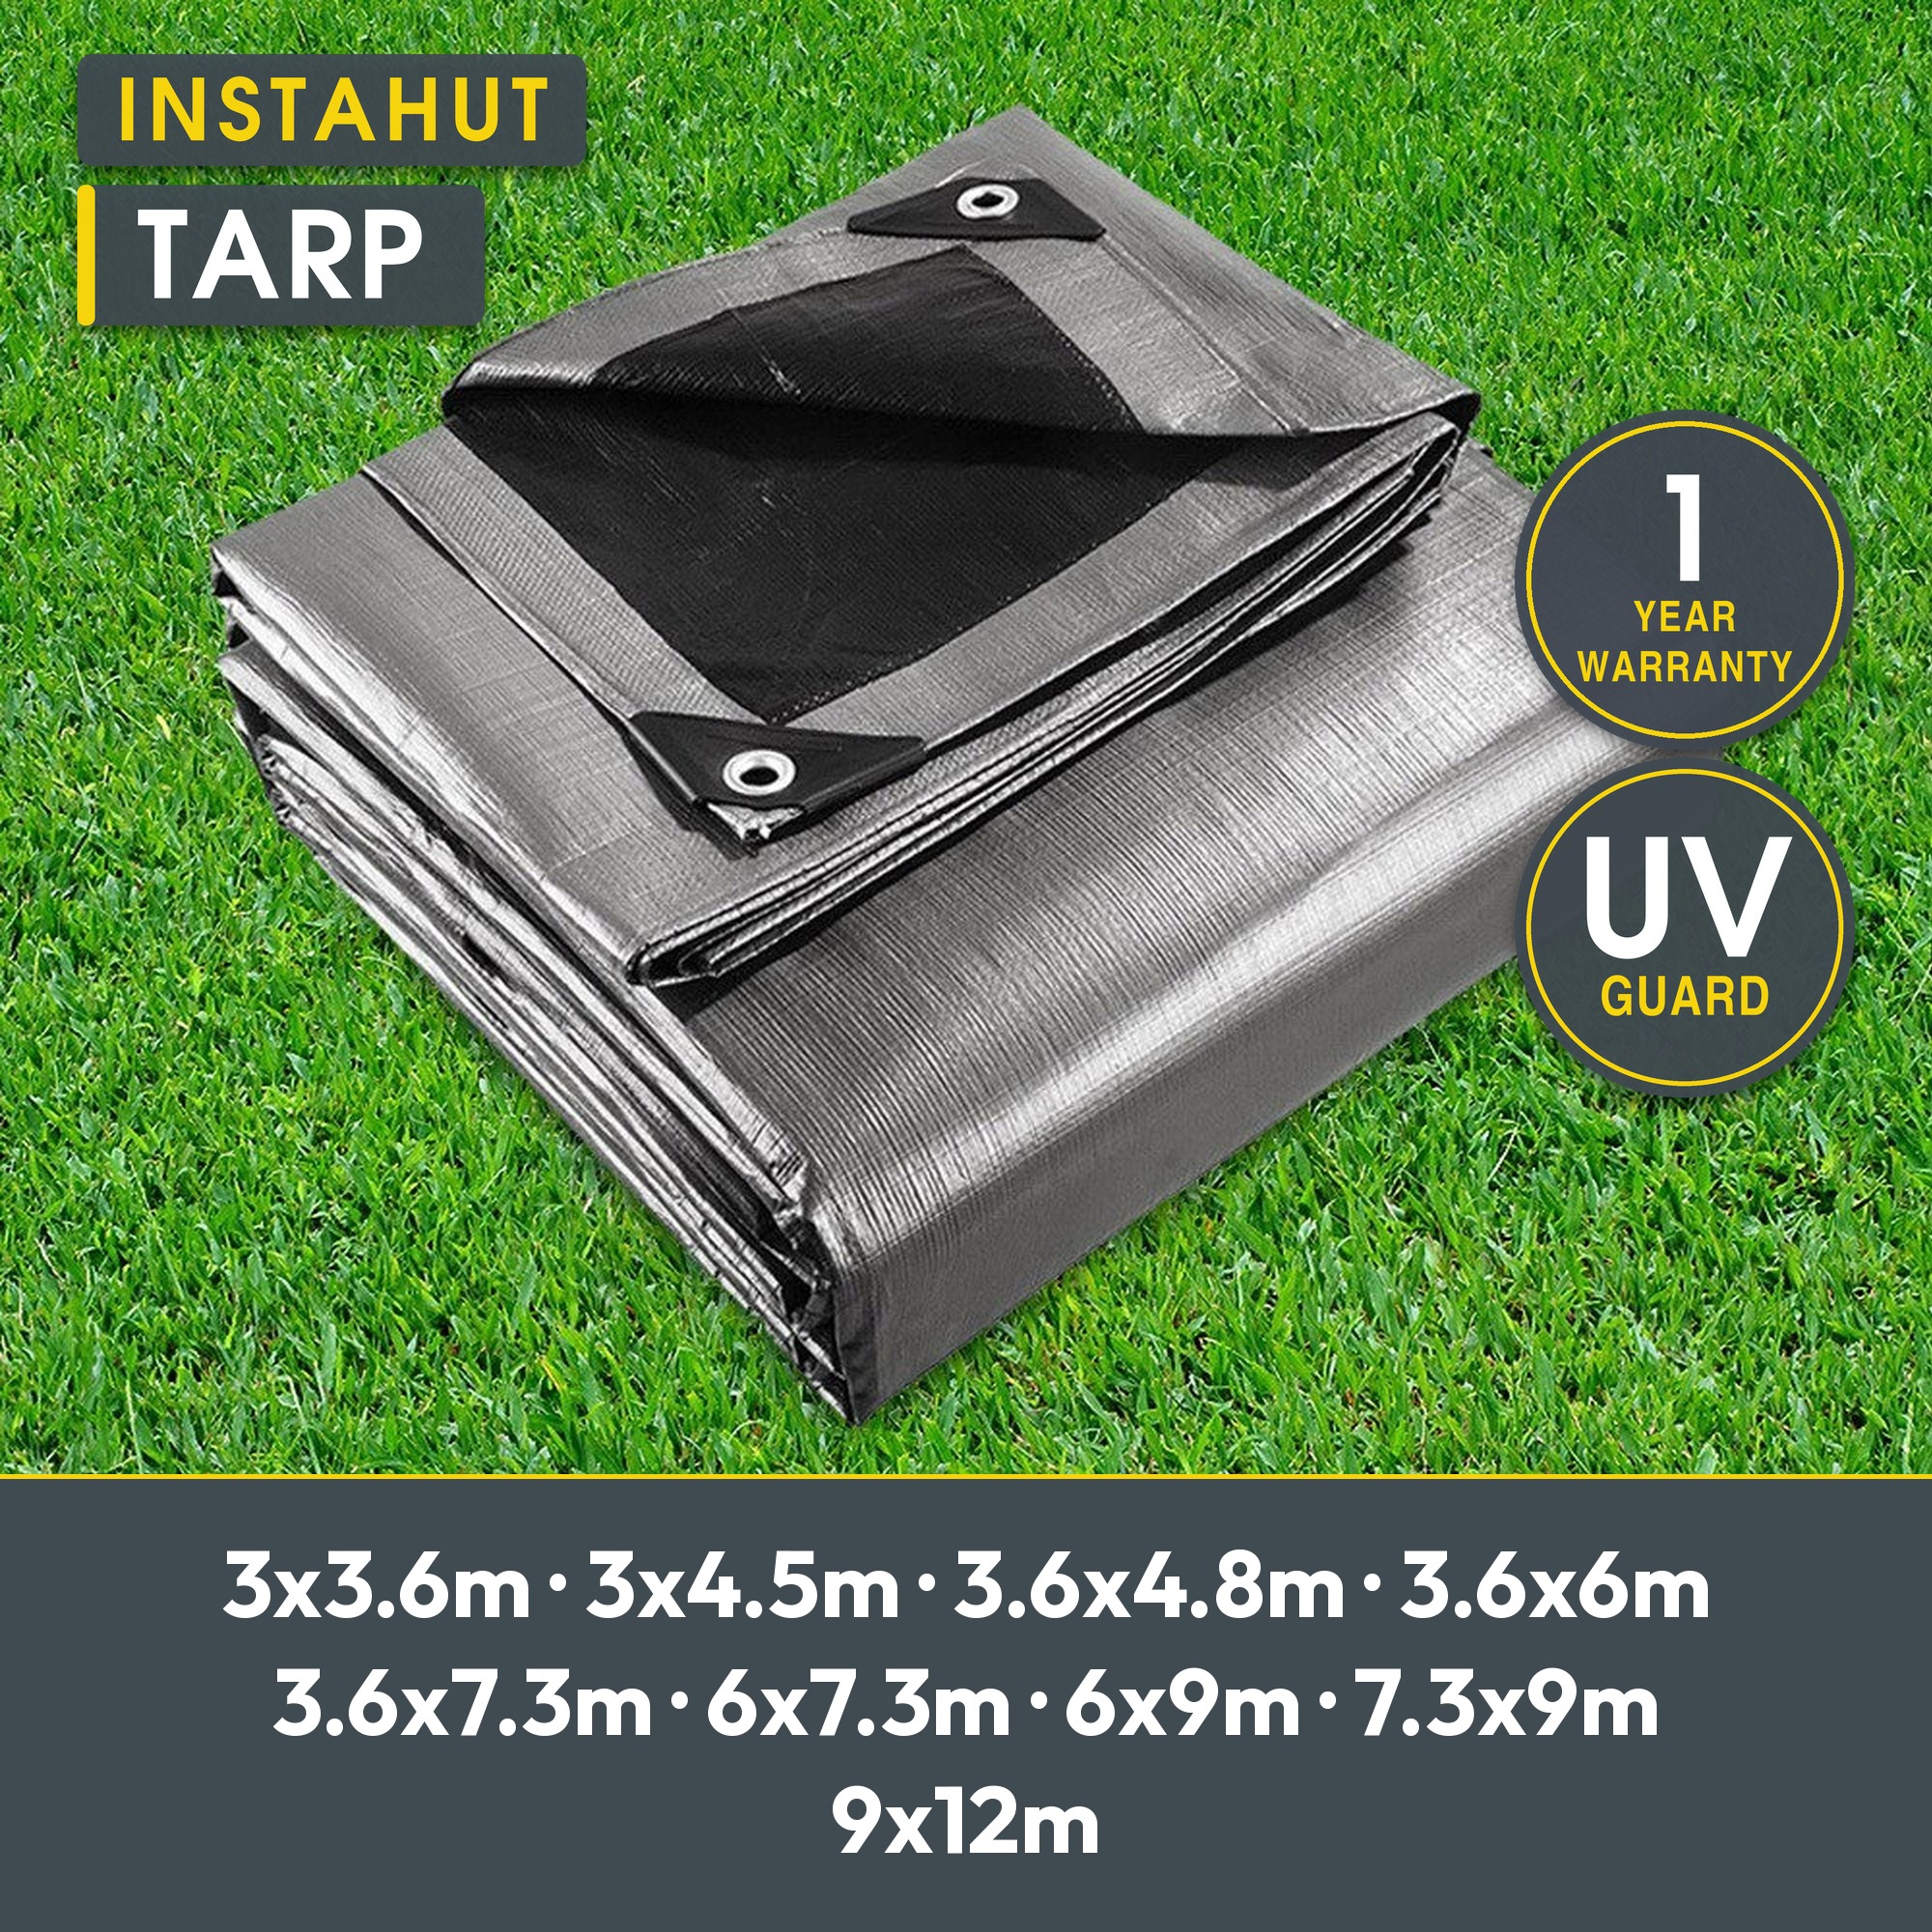 INSTAHUT
TARP
1
YEAR
WARRANTY
UV
GUARD
3x3.6m • 3x4.5m • 3.6x4.8m • 3.6x6m
3.6x7.3m • 6x7.3m • 6x9m • 7.3x9m
9x12m